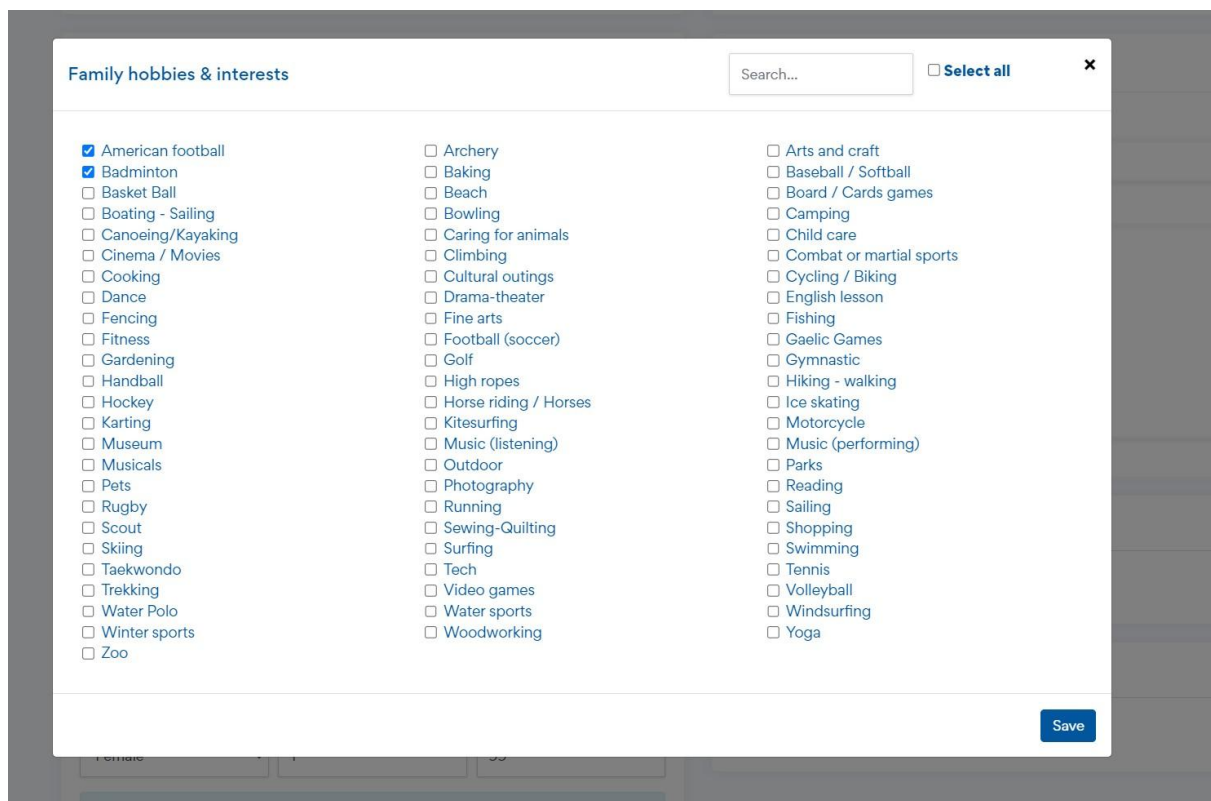 Family hobbies & interests
Search...
Select all
×
American football Archery Arts and craft
Badminton Baking Baseball / Softball
Basket Ball Beach Board / Cards games
Boating - Sailing Bowling Camping
Canoeing/Kayaking Caring for animals Child care
Cinema / Movies Climbing Combat or martial sports
Cooking Cultural outings Cycling / Biking
Dance Drama-theater English lesson
Fencing Fine arts Fishing
Fitness Football (soccer) Gaelic Games
Gardening Golf Gymnastic
Handball High ropes Hiking - walking
Hockey Horse riding / Horses Ice skating
Karting Kitesurfing Motorcycle
Museum Music (listening) Music (performing)
Musicals Outdoor Parks
Pets Photography Reading
Rugby Running Sailing
Scout Sewing-Quilting Shopping
Skiing Surfing Swimming
Taekwondo Tech Tennis
Trekking Video games Volleyball
Water Polo Water sports Windsurfing
Winter sports Woodworking Yoga
Zoo
Save
Female